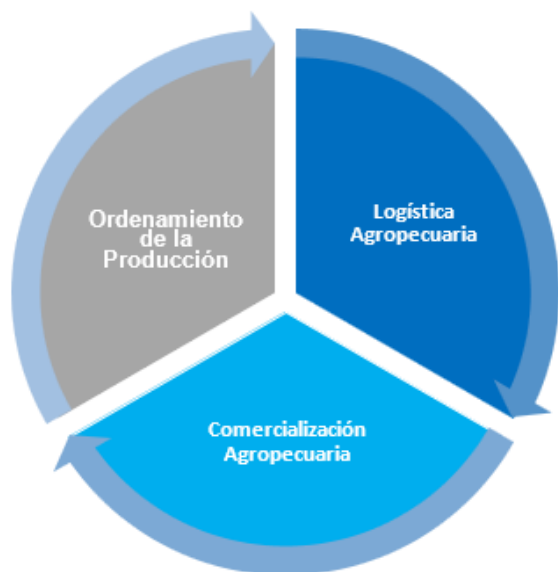 Ordenamiento
de la
Producción
Logística
Agropecuaria
Comercialización
Agropecuaria